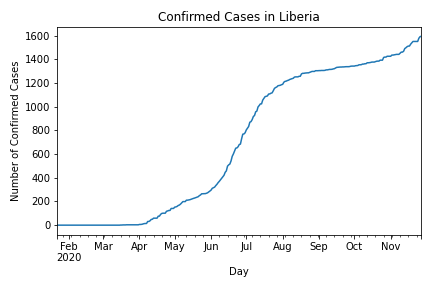 Confirmed Cases in Liberia
Number of Confirmed Cases
1600
1400
1200
1000
800
600
400
200
0
Feb Mar Apr May Jun Jul Aug Sep Oct Nov
2020
Day